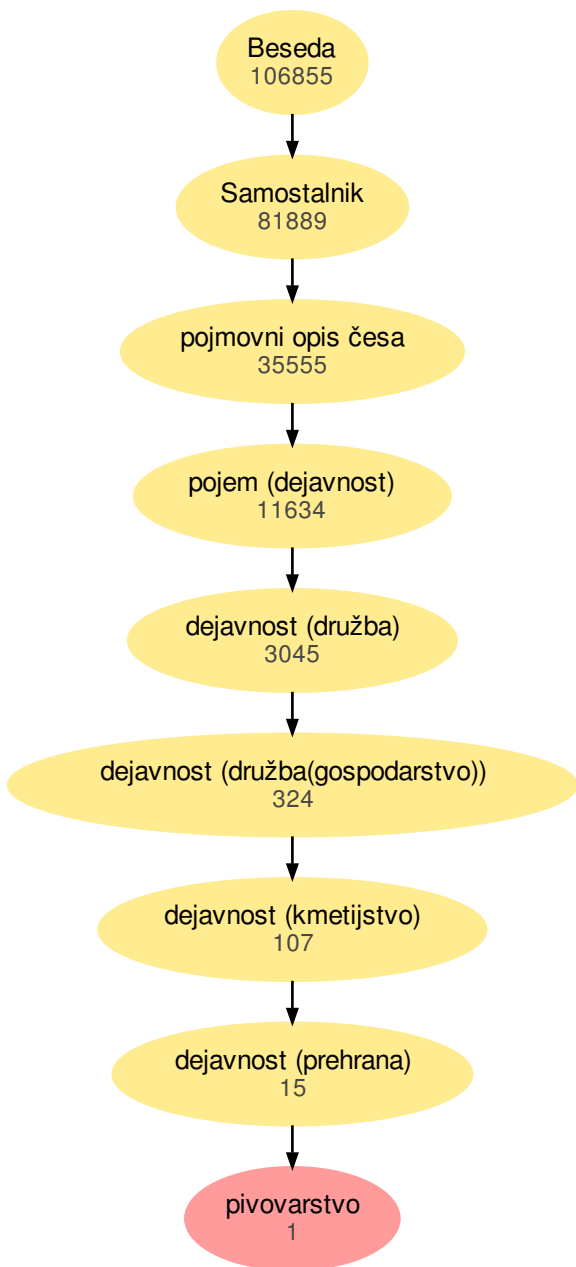 Beseda
106855
Samostalnik
81889
pojmovni opis česa
35555
pojem (dejavnost)
11634
dejavnost (družba)
3045
dejavnost (družba(gospodarstvo))
324
dejavnost (kmetijstvo)
107
dejavnost (prehrana)
15
pivovarstvo
1